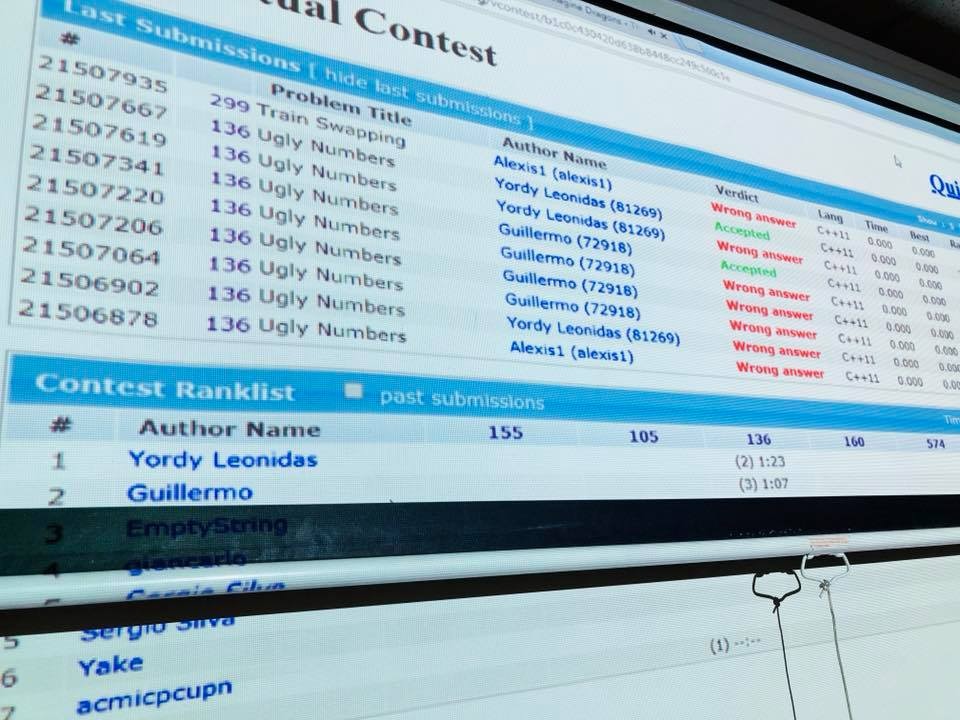 /vcontest/b1c0c430420d638b8448cc249c560c5e
Contest
Last Submissions [ hide last submissions ]
# Problem Title Author Name Verdict Lang Time Best
21507935 299 Train Swapping Alexis1 (alexis1) Wrong answer C++11 0.000 0.000
21507667 136 Ugly Numbers Yordy Leonidas (81269) Accepted C++11 0.000 0.000
21507619 136 Ugly Numbers Yordy Leonidas (81269) Wrong answer C++11 0.000 0.000
21507341 136 Ugly Numbers Guillermo (72918) Accepted C++11 0.000 0.000
21507220 136 Ugly Numbers Guillermo (72918) Wrong answer C++11 0.000 0.000
21507206 136 Ugly Numbers Guillermo (72918) Wrong answer C++11 0.000 0.000
21507064 136 Ugly Numbers Guillermo (72918) Wrong answer C++11 0.000 0.000
21506902 136 Ugly Numbers Yordy Leonidas (81269) Wrong answer C++11 0.000 0.000
21506878 136 Ugly Numbers Alexis1 (alexis1) Wrong answer C++11 0.000 0.000
Contest Ranklist past submissions
# Author Name 155 105 136 160 574
1 Yordy Leonidas (2) 1:23
2 Guillermo (3) 1:07
3 EmptyString
4 giancarlo
5 Sergio Silva
6 Yake (1) --:--
7 acmicpcupn